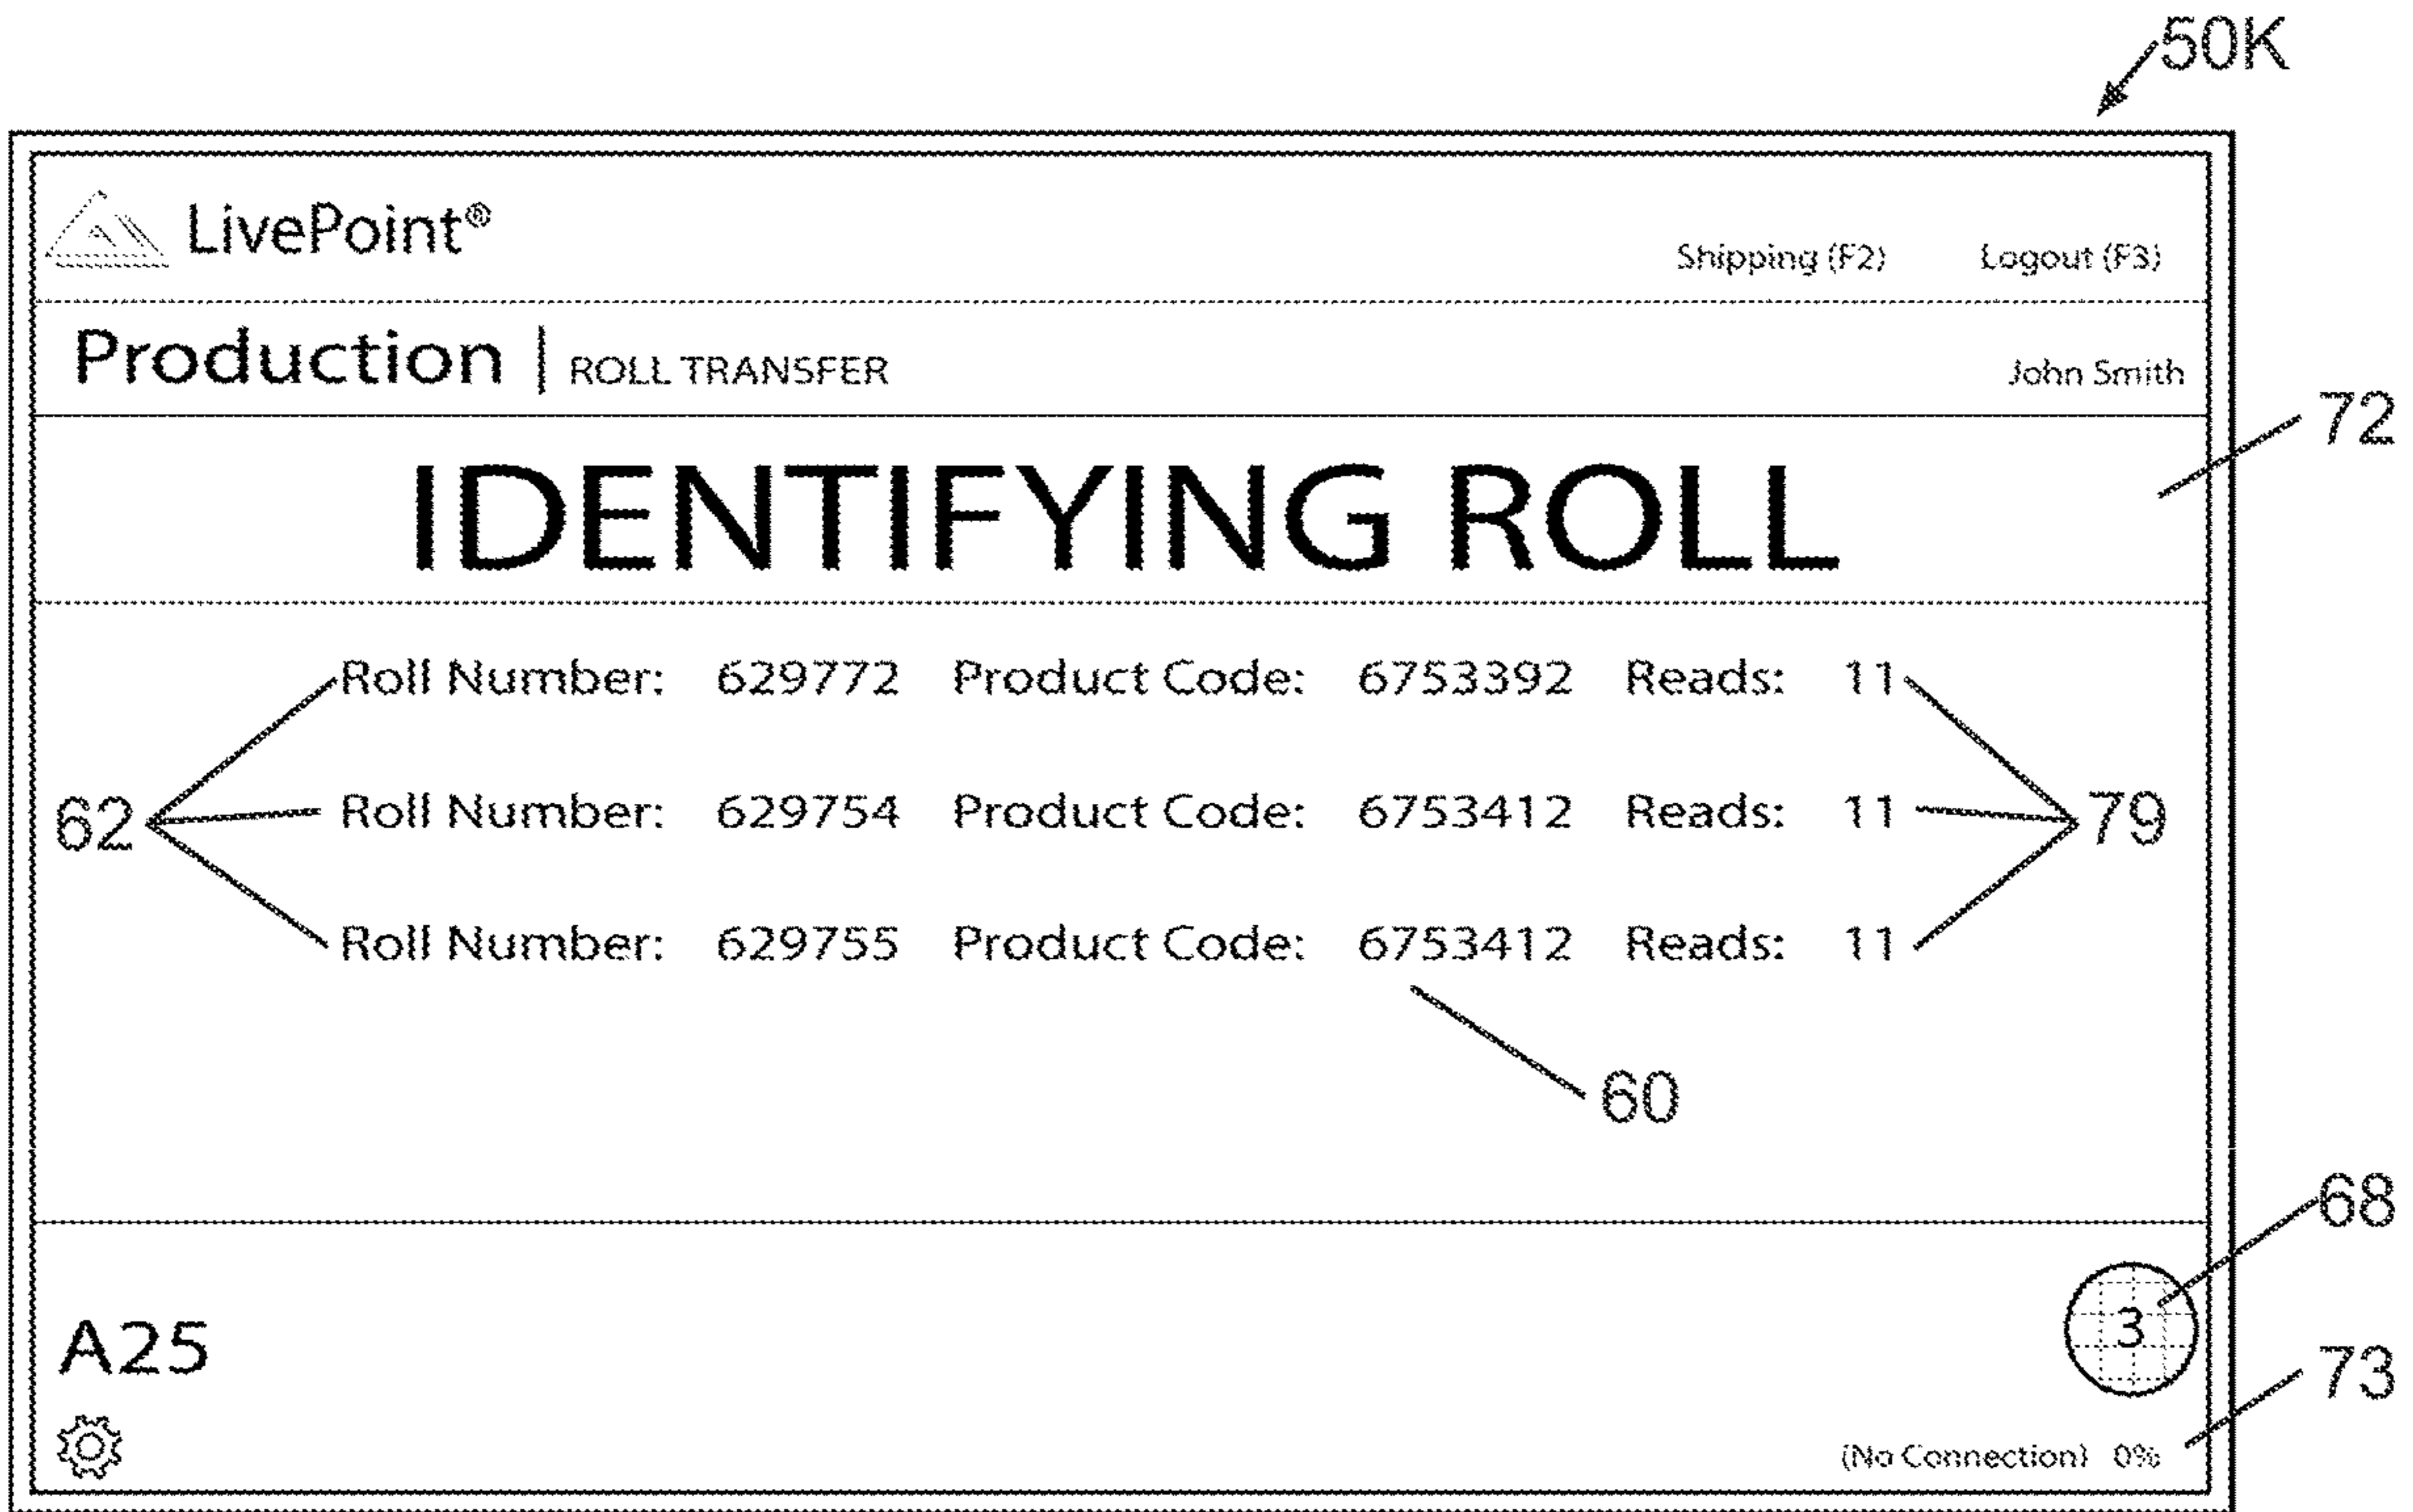 50K
LivePoint®
Shipping (F2) Logout (F3)
Production | ROLL TRANSFER John Smith
72
IDENTIFYING ROLL
Roll Number: 629772 Product Code: 6753392 Reads: 11
62 Roll Number: 629754 Product Code: 6753412 Reads: 11 79
Roll Number: 629755 Product Code: 6753412 Reads: 11
60
68
A25 3
73
(No Connection) 0%